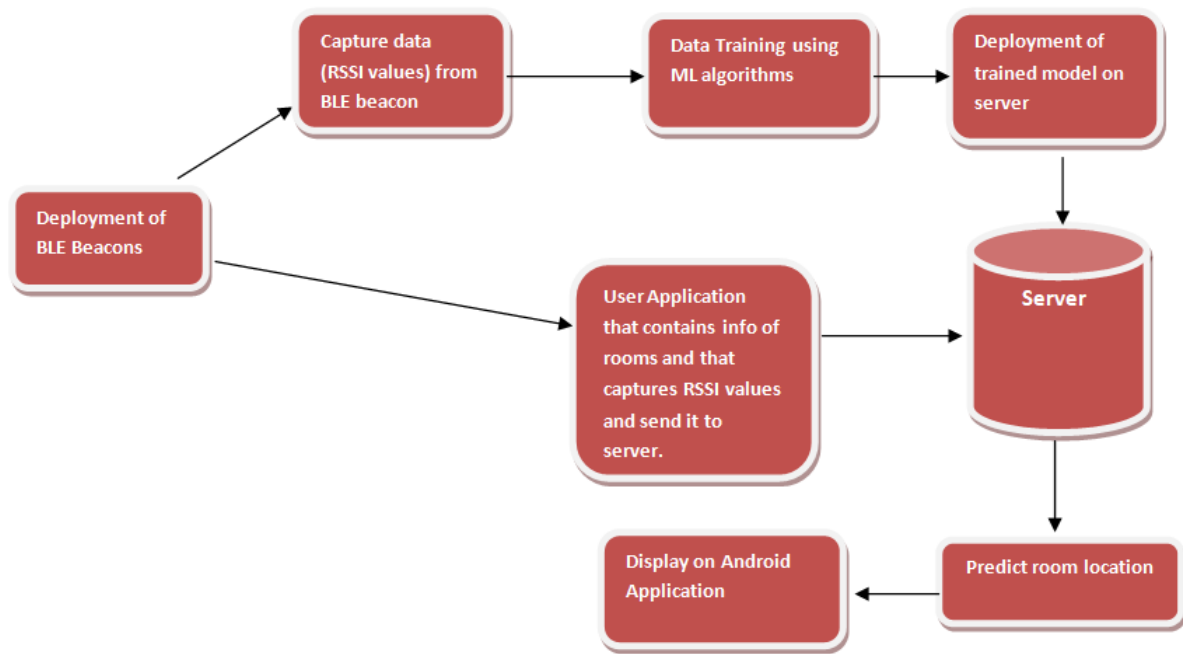 Capture data
(RSSI values) from
BLE beacon
Data Training using
ML algorithms
Deployment of
trained model on
server
Deployment of
BLE Beacons
User Application
that contains info of
rooms and that
captures RSSI values
and send it to
server.
Server
Display on Android
Application
Predict room location